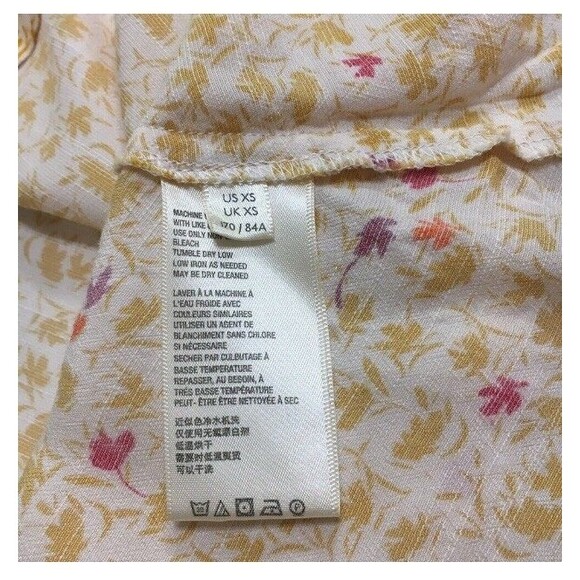 US XS
UK XS
170 / 84A
MACHINE
WITH LIKE
USE ONLY NON
BLEACH
TUMBLE DRY LOW
LOW IRON AS NEEDED
MAY BE DRY CLEANED
LAVER À LA MACHINE À
L'EAU FROIDE AVEC
COULEURS SIMILAIRES
UTILISER UN AGENT DE
BLANCHIMENT SANS CHLORE
SI NÉCESSAIRE
SECHER PAR CULBUTAGE À
BASSE TEMPÉRATURE
REPASSER, AU BESOIN, À
TRÈS BASSE TEMPÉRATURE
PEUT- ÊTRE ÊTRE NETTOYÉE À SEC
近似色冷水机洗
仅使用无氯漂白剂
低温烘干
需要时低温熨烫
可以干洗